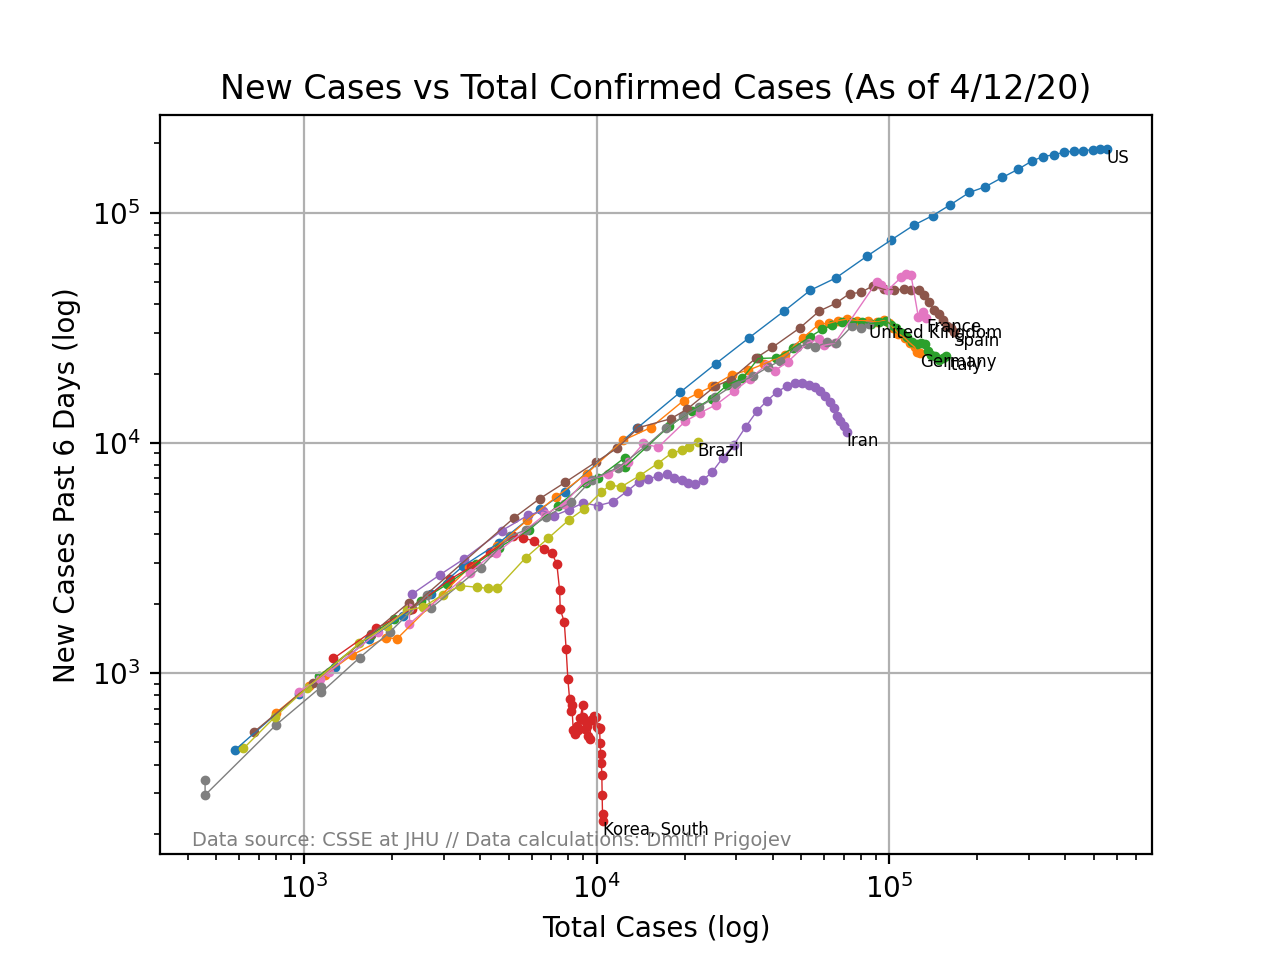 New Cases vs Total Confirmed Cases (As of 4/12/20)
New Cases Past 6 Days (log)
10^5
10^4
10^3
US
France
United Kingdom
Spain
Germany
Italy
Iran
Brazil
Korea, South
Data source: CSSE at JHU // Data calculations: Dmitri Prigojev
10^3
10^4
10^5
Total Cases (log)